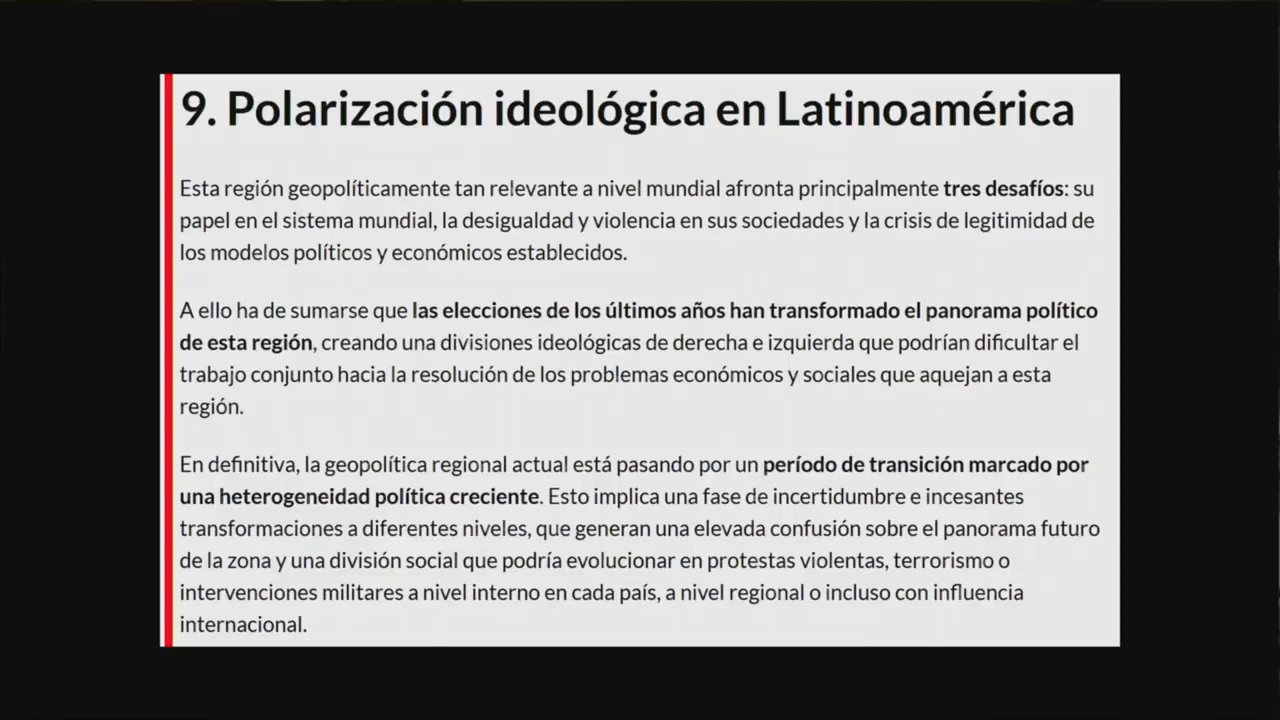 9. Polarización ideológica en Latinoamérica
Esta región geopolíticamente tan relevante a nivel mundial afronta principalmente tres desafíos: su
papel en el sistema mundial, la desigualdad y violencia en sus sociedades y la crisis de legitimidad de
los modelos políticos y económicos establecidos.
A ello ha de sumarse que las elecciones de los últimos años han transformado el panorama político
de esta región, creando una divisiones ideológicas de derecha e izquierda que podrían dificultar el
trabajo conjunto hacia la resolución de los problemas económicos y sociales que aquejan a esta
región.
En definitiva, la geopolítica regional actual está pasando por un período de transición marcado por
una heterogeneidad política creciente. Esto implica una fase de incertidumbre e incesantes
transformaciones a diferentes niveles, que generan una elevada confusión sobre el panorama futuro
de la zona y una división social que podría evolucionar en protestas violentas, terrorismo o
intervenciones militares a nivel interno en cada país, a nivel regional o incluso con influencia
internacional.